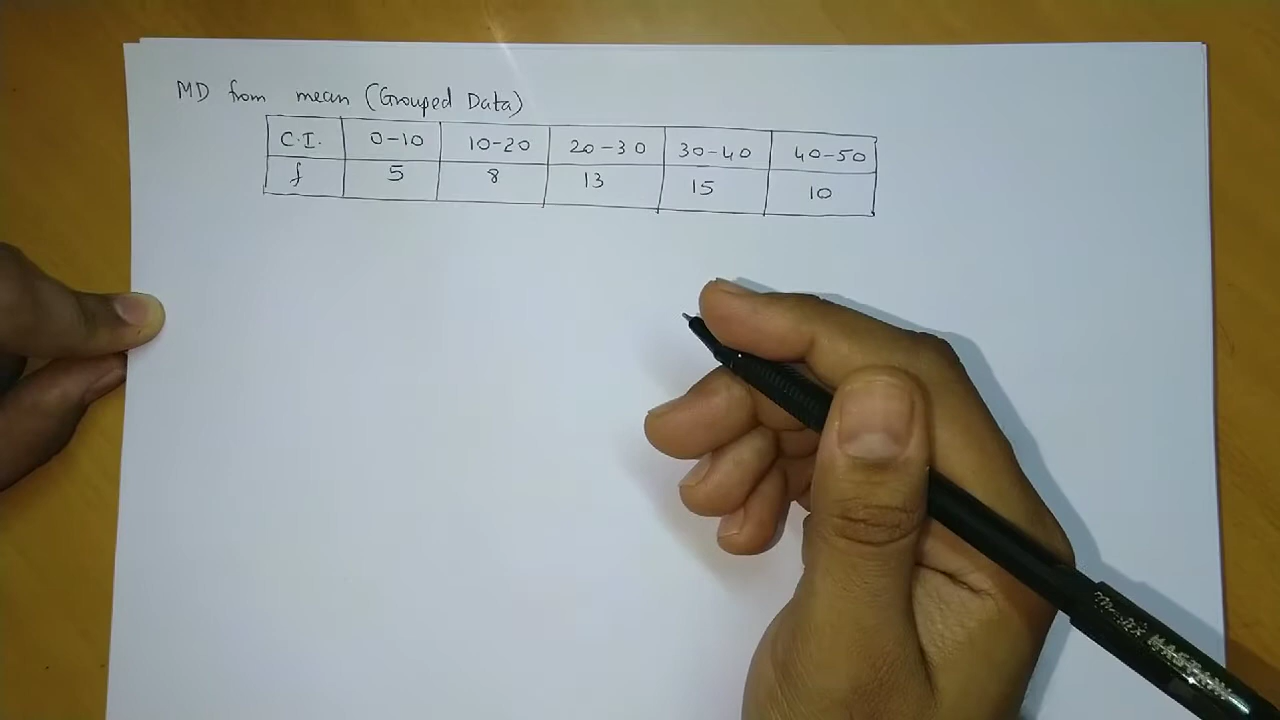 MD from mean (Grouped Data)
C.I. 0-10 10-20 20-30 30-40 40-50
f 5 8 13 15 10